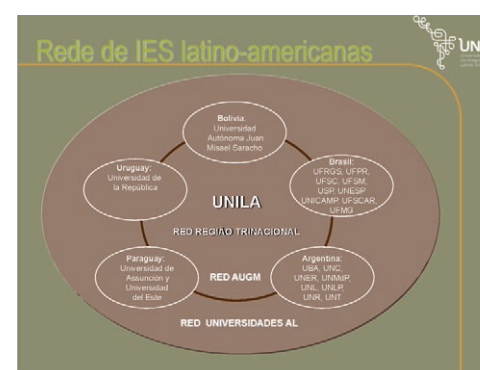 Rede de IES latino-americanas
UN
Bolivia:
Universidad
Autónoma Juan
Misael Saracho
Uruguay:
Universidad de
la República
Brasil:
UFRGS, UFPR,
UFSC, UFSM,
USP, UNESP
UNICAMP, UFSCAR,
UFMG
UNILA
RED REGIÃO TRINACIONAL
Paraguay:
Universidad de
Assunción y
Universidad
del Este
RED AUGM
Argentina:
UBA, UNC,
UNER, UNMdP,
UNL, UNLP,
UNR, UNT
RED UNIVERSIDADES AL